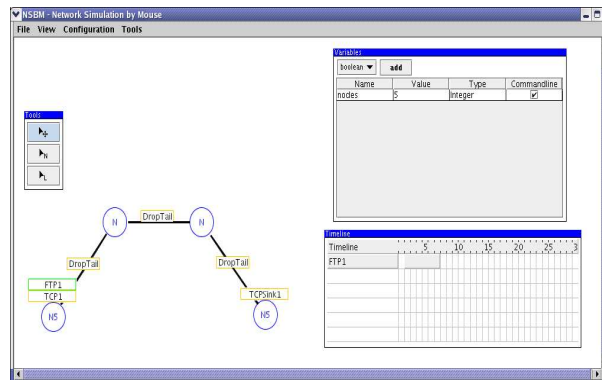 NSBM - Network Simulation by Mouse
File View Configuration Tools
Variables
boolean add
Name Value Type Commandline
nodes 5 Integer
Tools
N
L
N DropTail N
DropTail DropTail
FTP1
TCP1 TCPSink1
N5 N5
Timeline
Timeline 5 10 15 20 25 3
FTP1